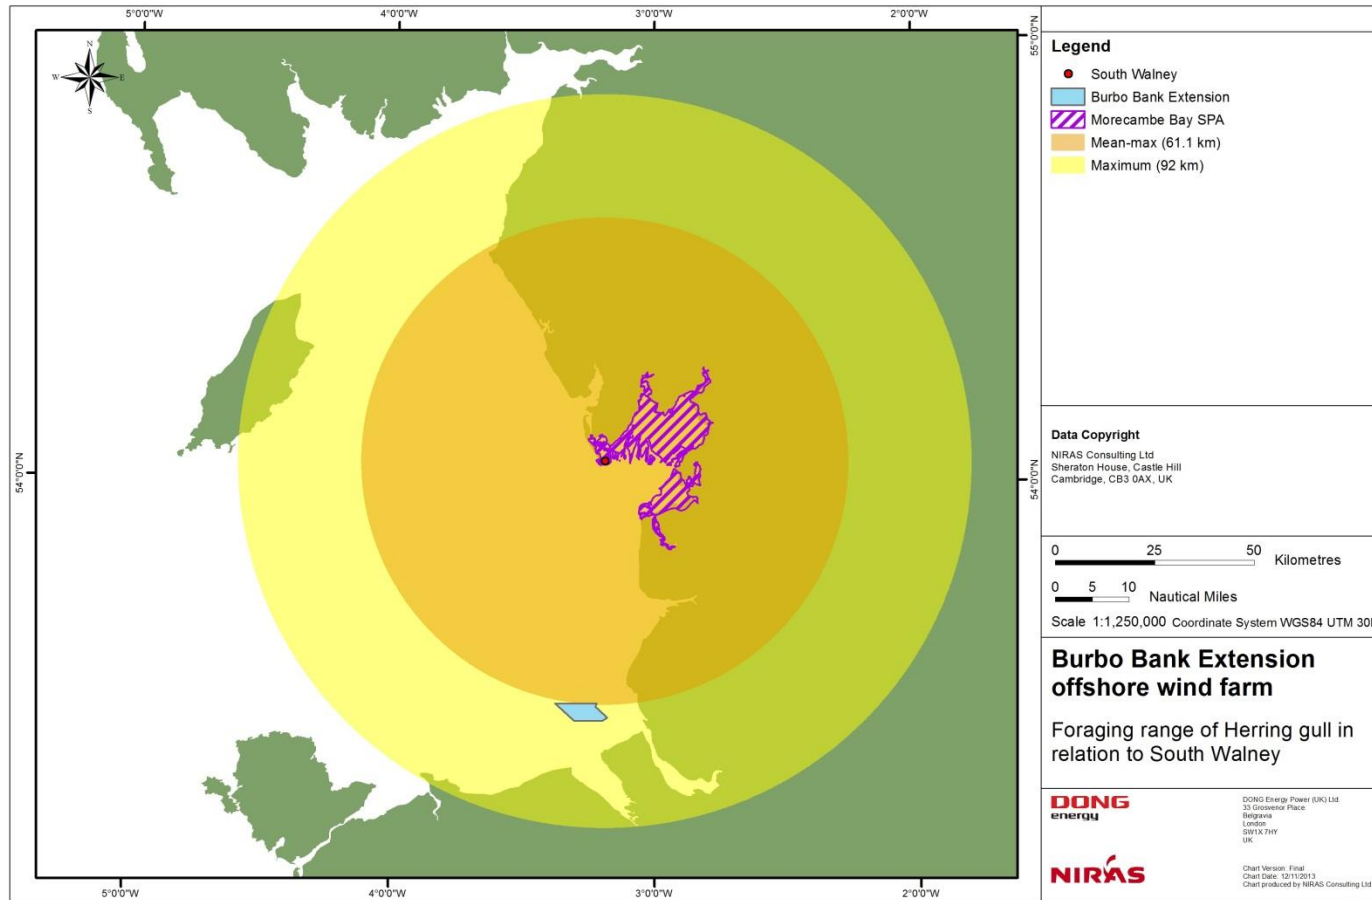 5°0'0"W 4°0'0"W 3°0'0"W 2°0'0"W
N
W E
S
55°0'0"N
54°0'0"N
54°0'0"N
5°0'0"W 4°0'0"W 3°0'0"W 2°0'0"W
Legend
South Walney
Burbo Bank Extension
Morecambe Bay SPA
Mean-max (61.1 km)
Maximum (92 km)
Data Copyright
NIRAS Consulting Ltd
Sheraton House, Castle Hill
Cambridge, CB3 0AX, UK
0 25 50 Kilometres
0 5 10 Nautical Miles
Scale 1:1,250,000 Coordinate System WGS84 UTM 30
Burbo Bank Extension
offshore wind farm
Foraging range of Herring gull in
relation to South Walney
DONG
energy
DONG Energy Power (UK) Ltd
33 Grosvenor Place
Belgravia
London
SW1X 7HY
UK
NIRAS
Chart Version: Final
Chart Date: 12/11/2013
Chart produced by NIRAS Consulting Ltd